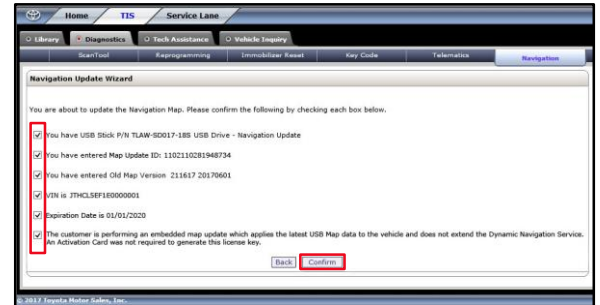 Home TIS Service Lane
Library Diagnostics Tech Assistance Vehicle Inquiry
ScanTool Reprogramming Immobilizer Reset Key Code Telematics Navigation
Navigation Update Wizard
You are about to update the Navigation Map. Please confirm the following by checking each box below.
You have USB Stick P/N TLAW-SD017-18S USB Drive - Navigation Update
You have entered Map Update ID: 1102110281948734
You have entered Old Map Version 211617 20170601
VIN is JTHCL5EF1E0000001
Expiration Date is 01/01/2020
The customer is performing an embedded map update which applies the latest USB Map data to the vehicle and does not extend the Dynamic Navigation Service.
An Activation Card was not required to generate this license key.
Back Confirm
© 2017 Toyota Motor Sales, Inc.